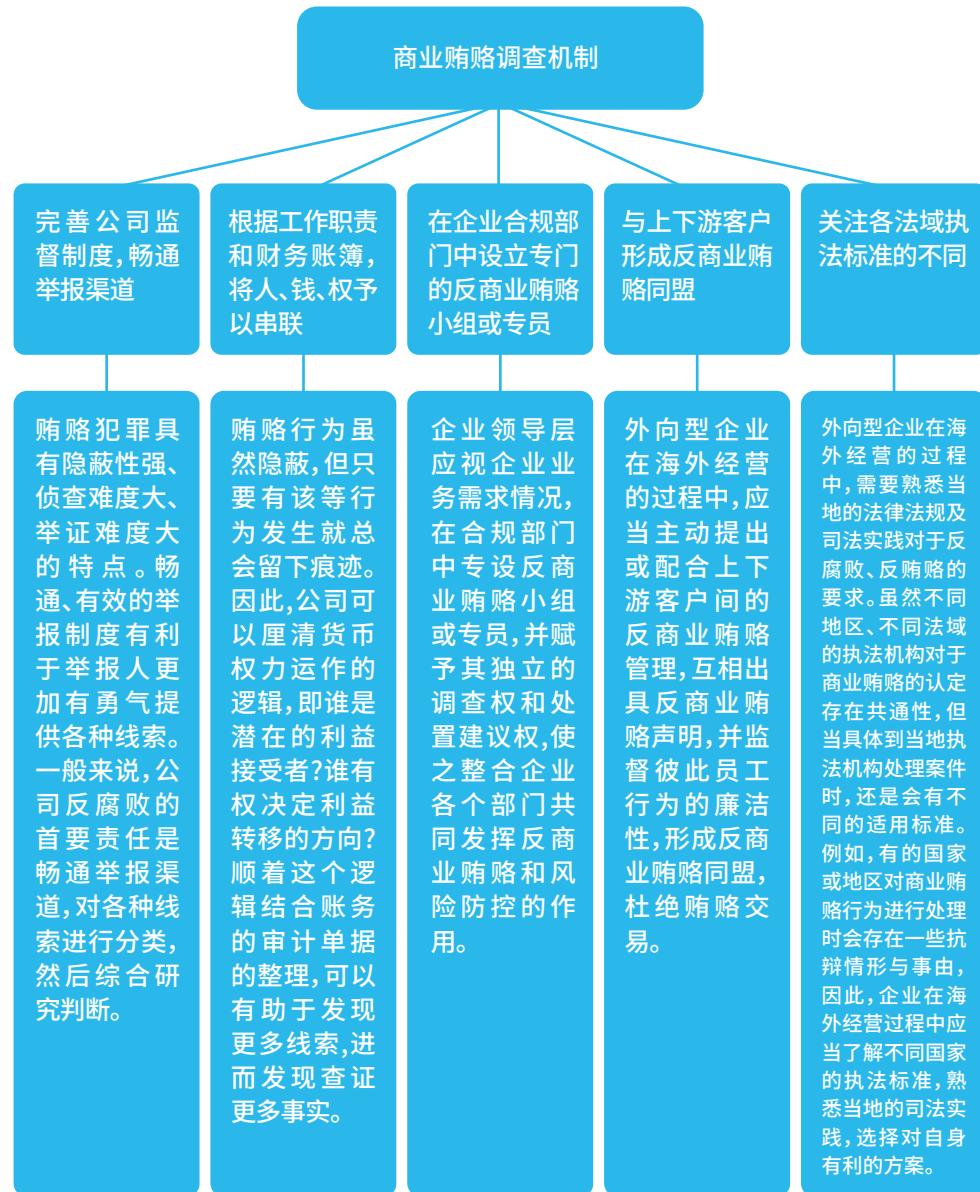 商业贿赂调查机制
完善公司监
督制度，畅通
举报渠道
根据工作职责
和财务账簿，
将人、钱、权予
以串联
在企业合规部
门中设立专门
的反商业贿赂
小组或专员
与上下游客户
形成反商业贿
赂同盟
关注各法域执
法标准的不同
贿赂犯罪具
有隐蔽性强、
侦查难度大、
举证难度大
的特点。畅
通、有效的举
报制度有利
于举报人更
加有勇气提
供各种线索。
一般来说，公
司反腐败的
首要责任是
畅通举报渠
道，对各种线
索进行分类，
然后综合研
究判断。
贿赂行为虽
然隐蔽，但只
要有该等行
为发生就总
会留下痕迹。
因此,公司可
以厘清货币
权力运作的
逻辑，即谁是
潜在的利益
接受者?谁有
权决定利益
转移的方向?
顺着这个逻
辑结合账务
的审计单据
的整理，可以
有助于发现
更多线索,进
而发现查证
更多事实。
企业领导层
应视企业业
务需求情况，
在合规部门
中专设反商
业贿赂小组
或专员，并赋
予其独立的
调查权和处
置建议权,使
之整合企业
各个部门共
同发挥反商
业贿赂和风
险防控的作
用。
外向型企业
在海外经营
的过程中，应
当主动提出
或配合上下
游客户间的
反商业贿赂
管理，互相出
具反商业贿
赂声明，并监
督彼此员工
行为的廉洁
性，形成反商
业贿赂同盟，
杜绝贿赂交
易。
外向型企业在海
外经营的过程
中，需要熟悉当
地的法律法规及
司法实践对于反
腐败、反贿赂的
要求。虽然不同
地区、不同法域
的执法机构对于
商业贿赂的认定
存在共通性，但
当具体到当地执
法机构处理案件
时，还是会有不
同的适用标准。
例如，有的国家
或地区对商业贿
赂行为进行处理
时会存在一些抗
辩情形与事由，
因此，企业在海
外经营过程中应
当了解不同国家
的执法标准，熟
悉当地的司法实
践，选择对自身
有利的方案。